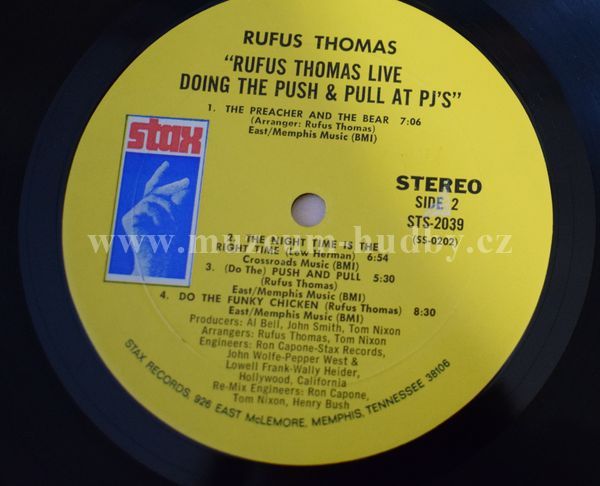 RUFUS THOMAS
"RUFUS THOMAS LIVE
DOING THE PUSH & PULL AT PJ'S"
1. THE PREACHER AND THE BEAR 7:06
(Arranger: Rufus Thomas)
East/Memphis Music (BMI)
stax
STEREO
SIDE 2
STS-2039
(SS-0202)
www.museum-hudby.cz
2. THE NIGHT TIME IS THE
RIGHT TIME (Lew Herman) 6:54
Crossroads Music (BMI)
3. (Do The) PUSH AND PULL 5:30
(Rufus Thomas)
East/Memphis Music (BMI)
4. DO THE FUNKY CHICKEN (Rufus Thomas) 8:30
East/Memphis Music (BMI)
Producers: Al Bell, John Smith, Tom Nixon
Arrangers: Rufus Thomas, Tom Nixon
Engineers: Ron Capone-Stax Records,
John Wolfe-Pepper West &
Lowell Frank-Wally Heider,
Hollywood, California
Re-Mix Engineers: Ron Capone,
Tom Nixon, Henry Bush
STAX RECORDS, 926 EAST McLEMORE, MEMPHIS, TENNESSEE 38106